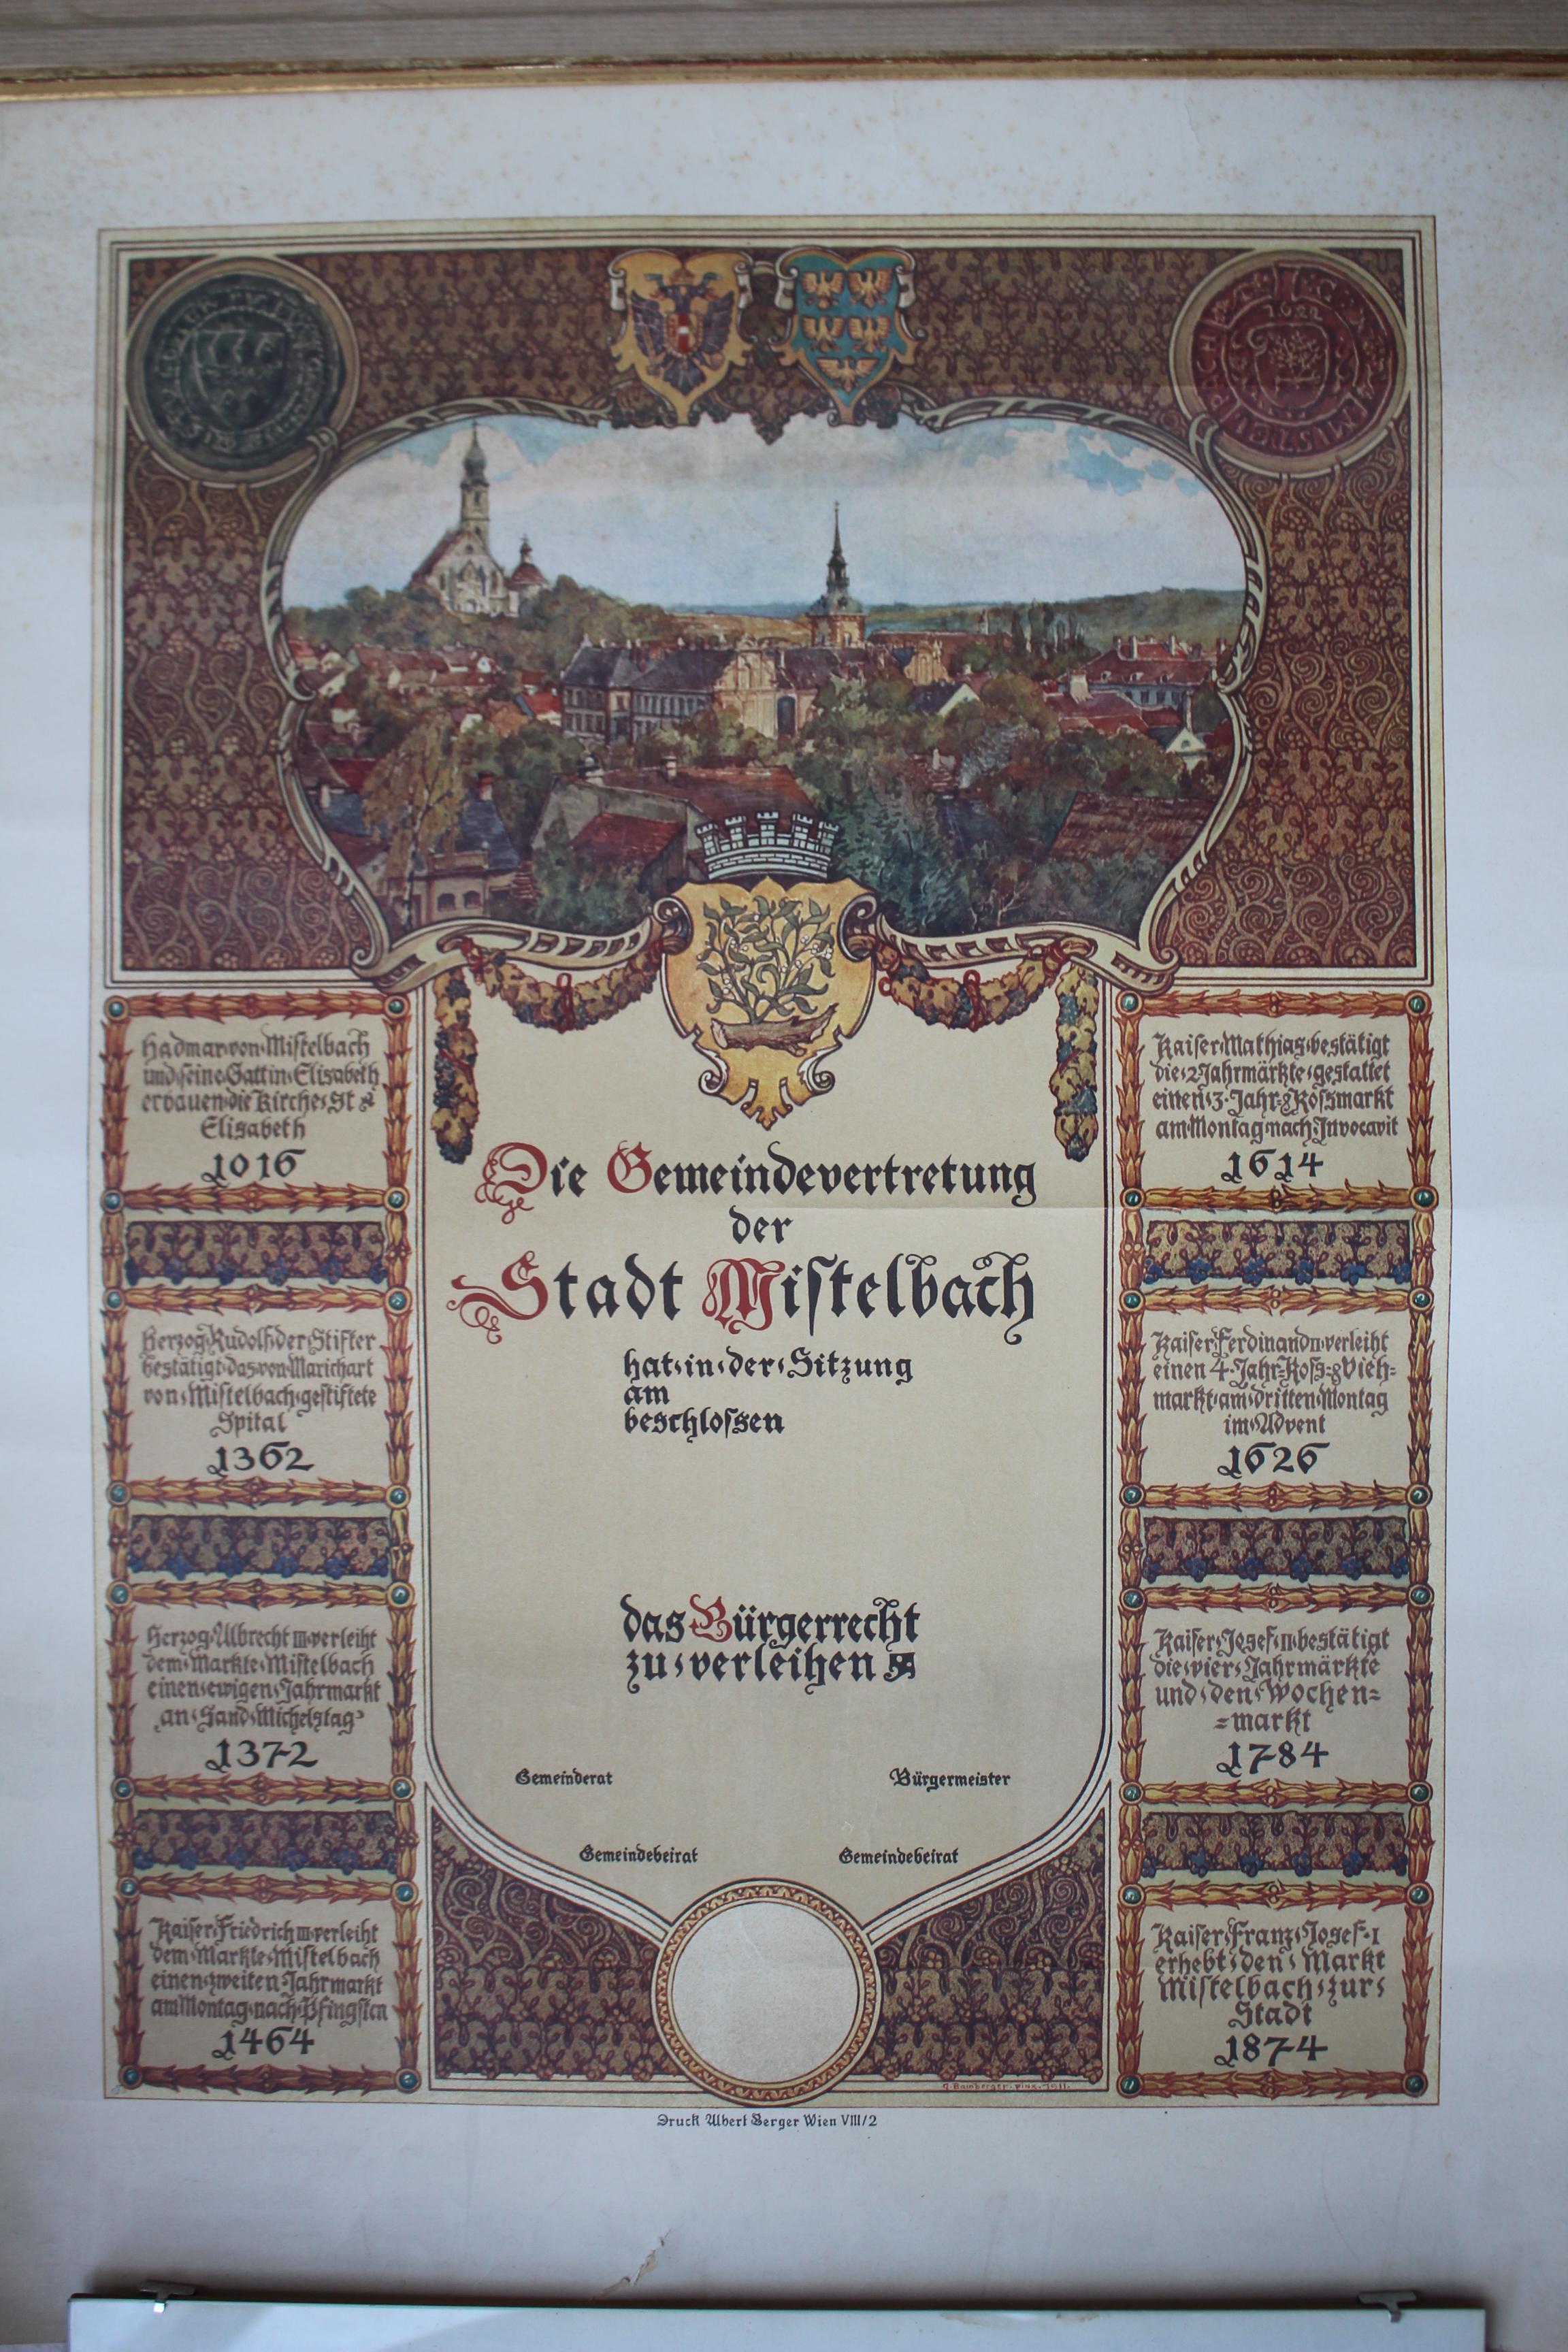 1622
Hadmar von Mistelbach
und seine Gattin Elisabeth
erbauen die Kirche St
Elisabeth
1016
Herzog Rudolf der Stifter
bestätigt das von Marichart
von Mistelbach gestiftete
Spital
1362
Herzog Albrecht III verleiht
dem Markte Mistelbach
einen ewigen Jahrmarkt
an Sand Michelstag
1372
Kaiser Friedrich III verleiht
dem Markte Mistelbach
einen zweiten Jahrmarkt
am Montag nach Pfingsten
1464
Die Gemeindevertretung
der
Stadt Mistelbach
hat in der Sitzung
am
beschlossen
das Bürgerrecht
zu verleihen
Gemeinderat
Bürgermeister
Gemeindebeirat
Gemeindebeirat
Kaiser Mathias bestätigt
die 2 Jahrmärkte gestattet
einen 3. Jahr & Rossmarkt
am Montag nach Invocavit
1614
Kaiser Ferdinand II verleiht
einen 4. Jahr= Ross= & Vieh=
markt am dritten Montag
im Advent
1626
Kaiser Josef II bestätigt
die vier Jahrmärkte
und den Wochen=
=markt
1784
Kaiser Franz Josef I
erhebt den Markt
Mistelbach zur
Stadt
1874
G. Bamberger pinx. 1911.
Druck Albert Berger Wien VIII/2